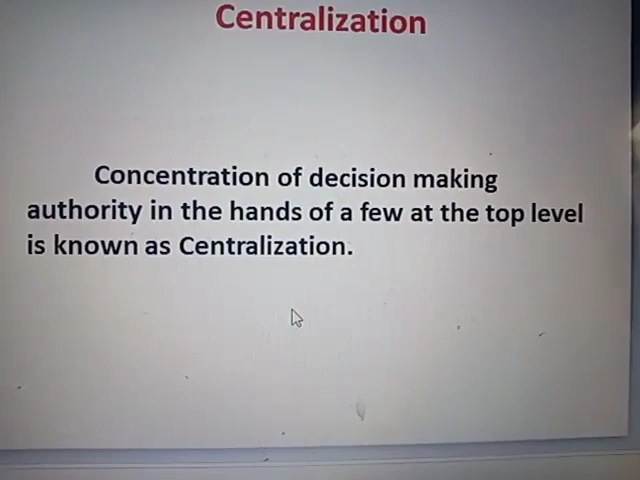 Centralization
Concentration of decision making
authority in the hands of a few at the top level
is known as Centralization.